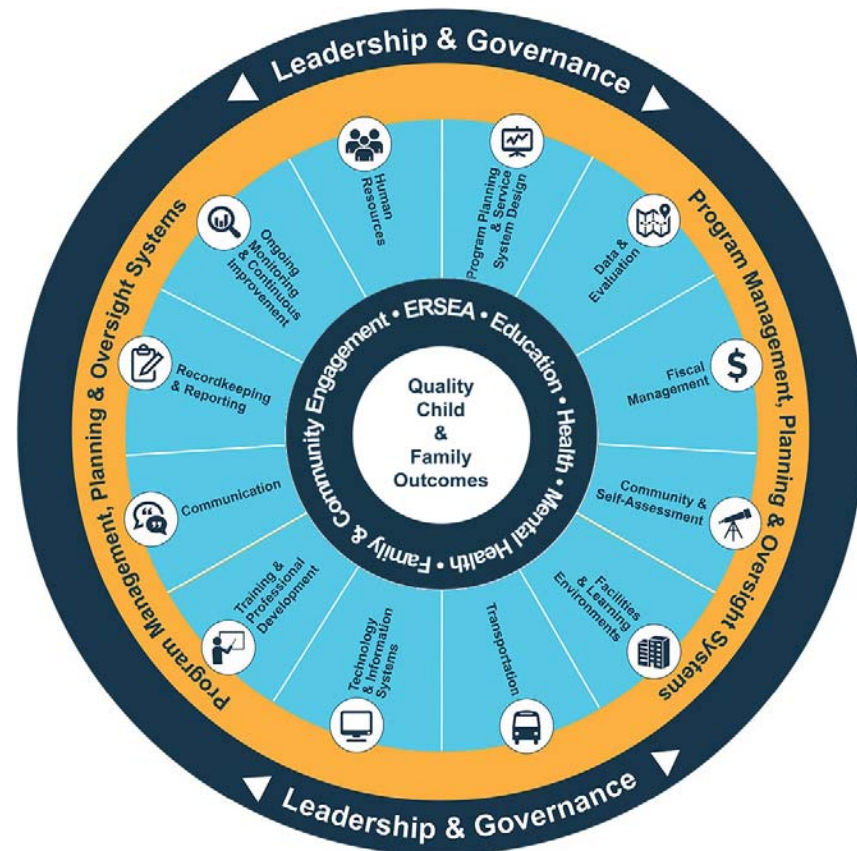 Leadership & Governance
Program Management, Planning & Oversight Systems
Program Management, Planning & Oversight Systems
Human
Resources
Program Planning
& Service
System Design
Data &
Evaluation
Fiscal
Management
Community &
Self-Assessment
Facilities
& Learning
Environments
Transportation
Technology
& Information
Systems
Training &
Professional
Development
Communication
Recordkeeping
& Reporting
Ongoing
Monitoring
& Continuous
Improvement
$
Family & Community Engagement • ERSEA • Education • Health • Mental Health •
Quality
Child
&
Family
Outcomes
Leadership & Governance